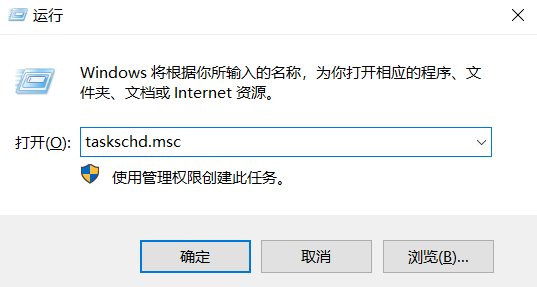 运行
Windows 将根据你所输入的名称，为你打开相应的程序、文
件夹、文档或 Internet 资源。
打开(O): taskschd.msc
使用管理权限创建此任务。
确定 取消 浏览(B)...